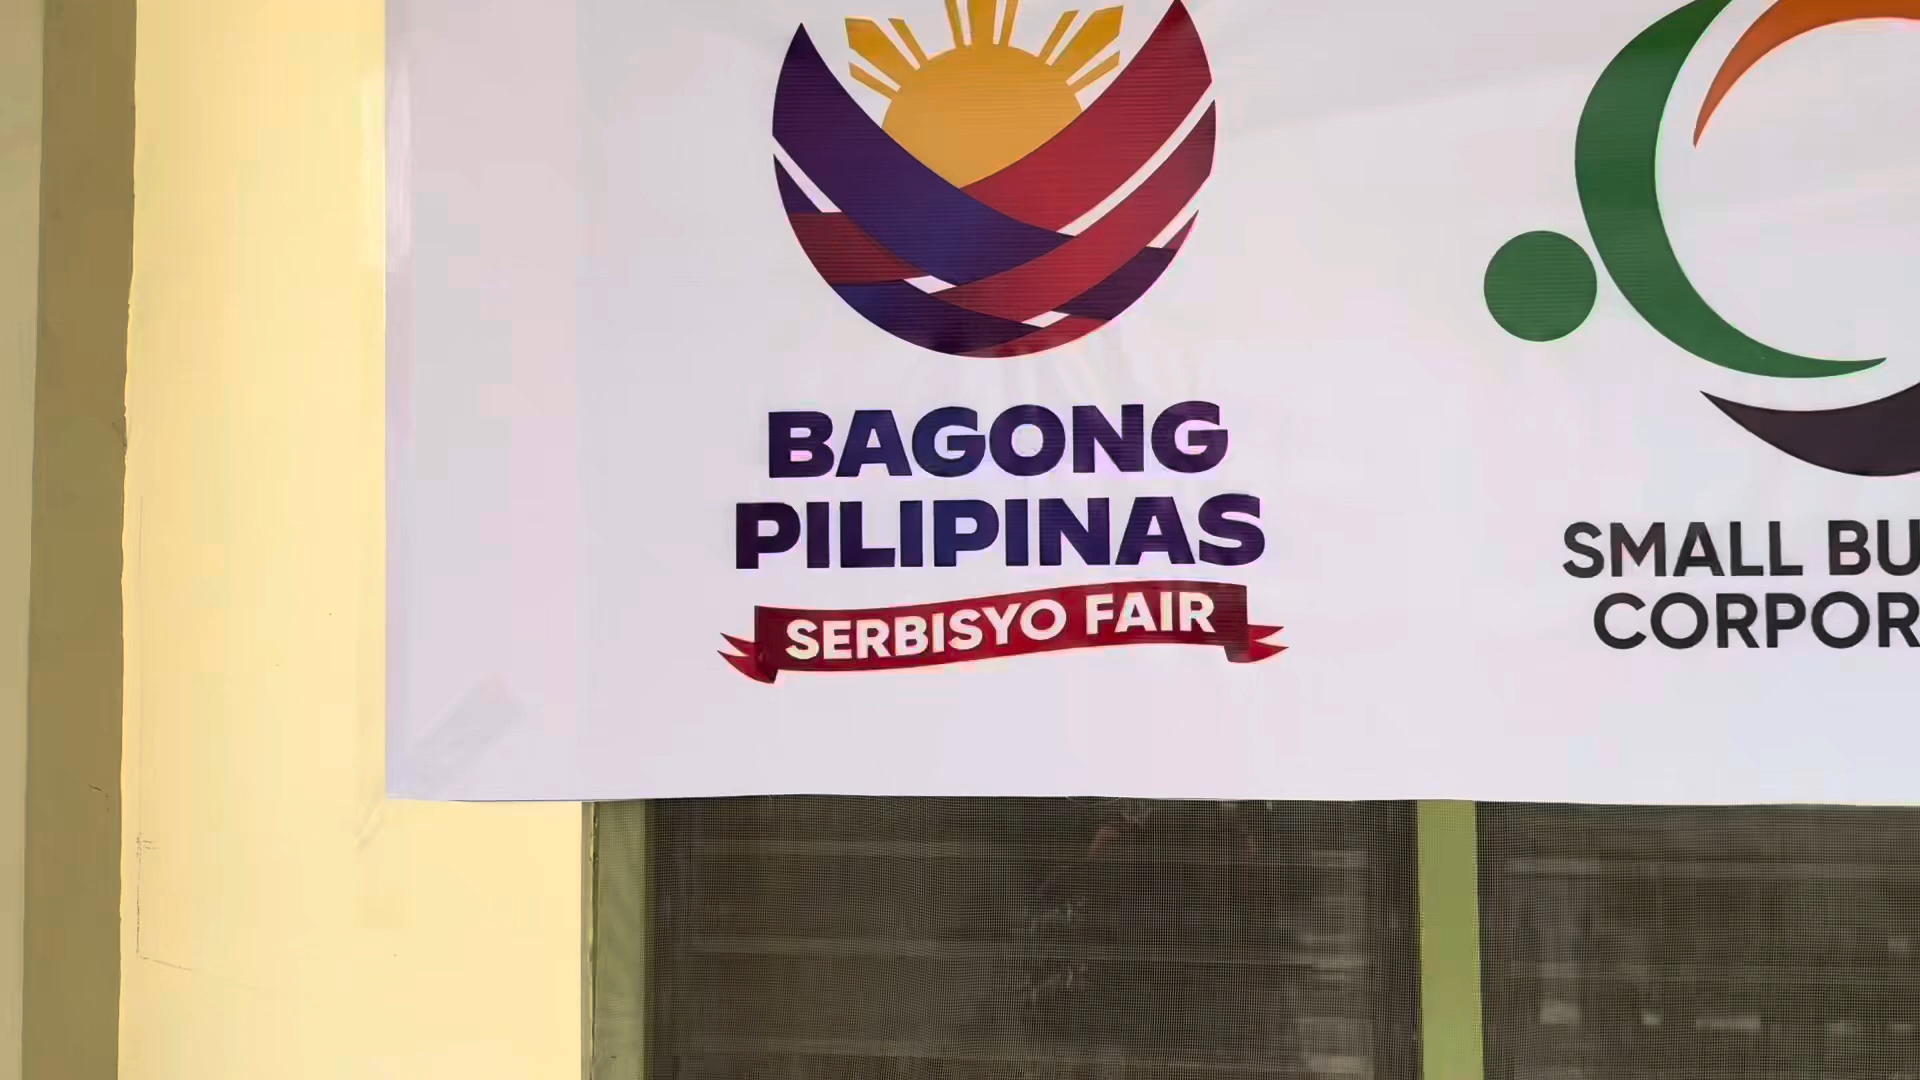 BAGONG
PILIPINAS
SERBISYO FAIR
SMALL BU
CORPOR